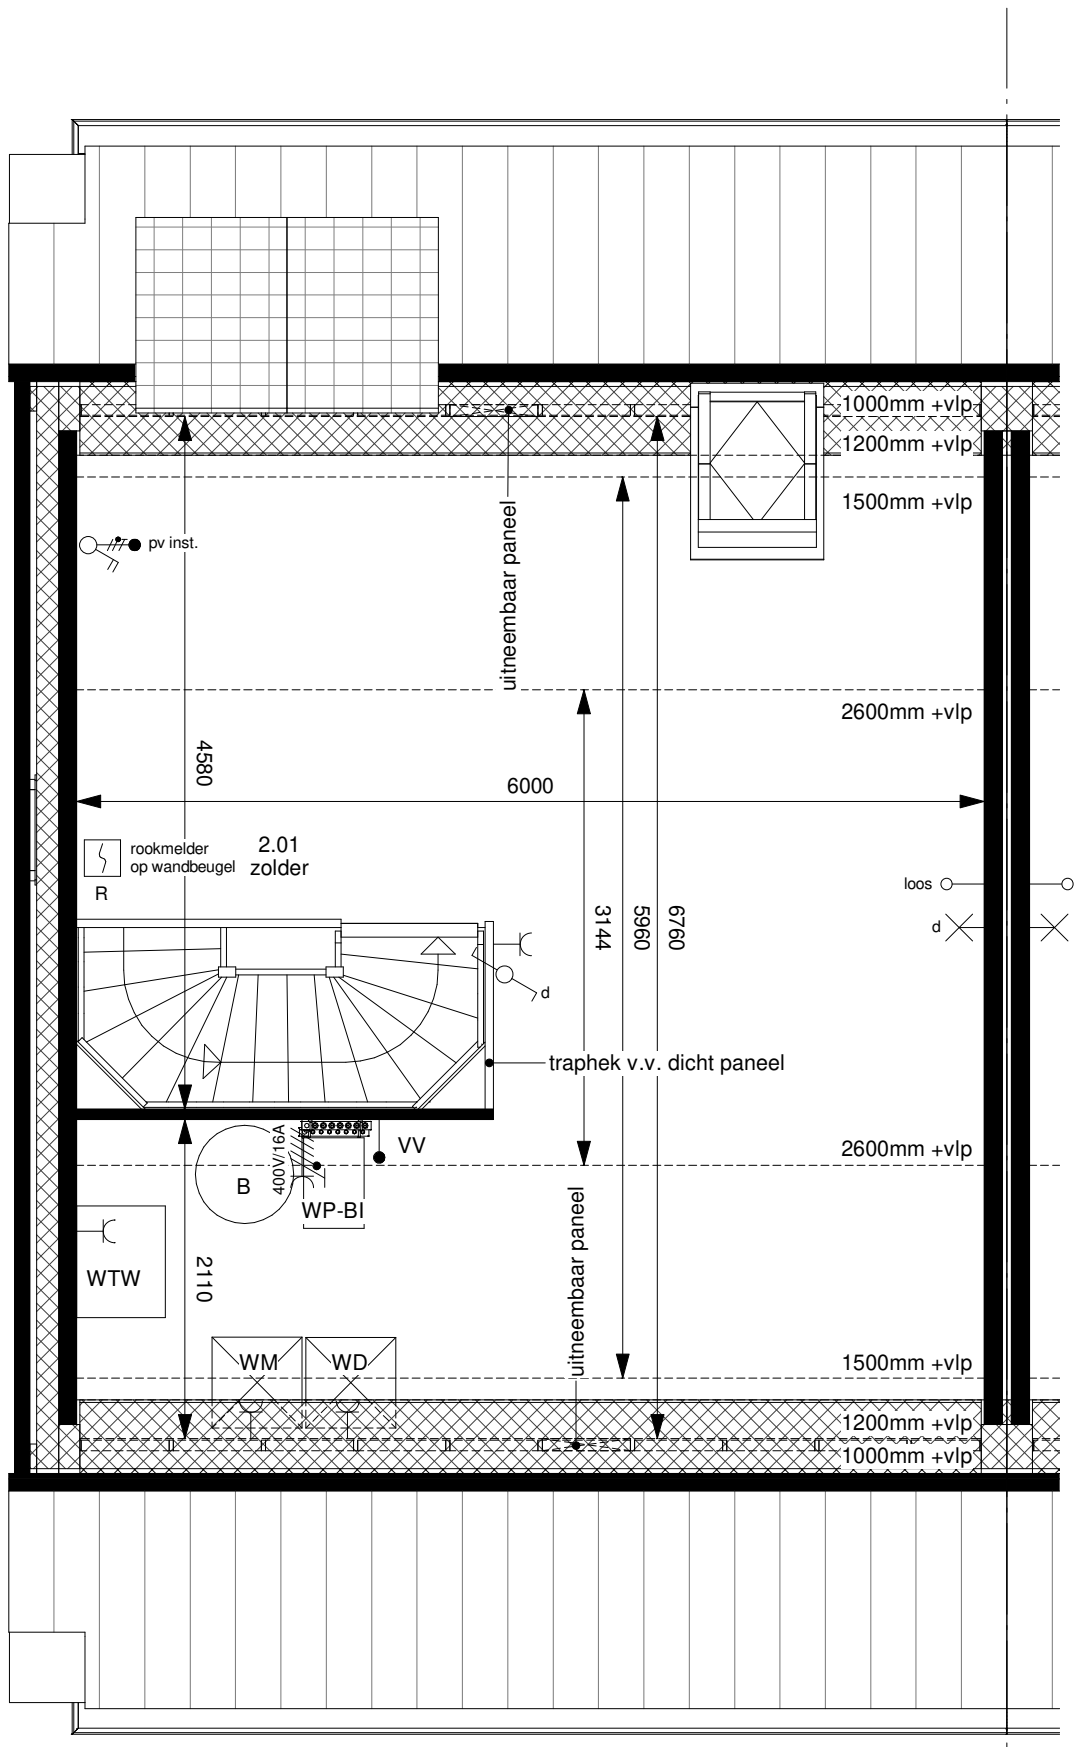 1000mm +vlp
1200mm +vlp
1500mm +vlp
pv inst.
uitneembaar paneel
2600mm +vlp
4580
6000
rookmelder
op wandbeugel
R
2.01
zolder
loos
d
3144
5960
6760
d
traphek v.v. dicht paneel
400V/16A
VV
2600mm +vlp
B
WP-BI
WTW
2110
uitneembaar paneel
WM
WD
1500mm +vlp
1200mm +vlp
1000mm +vlp